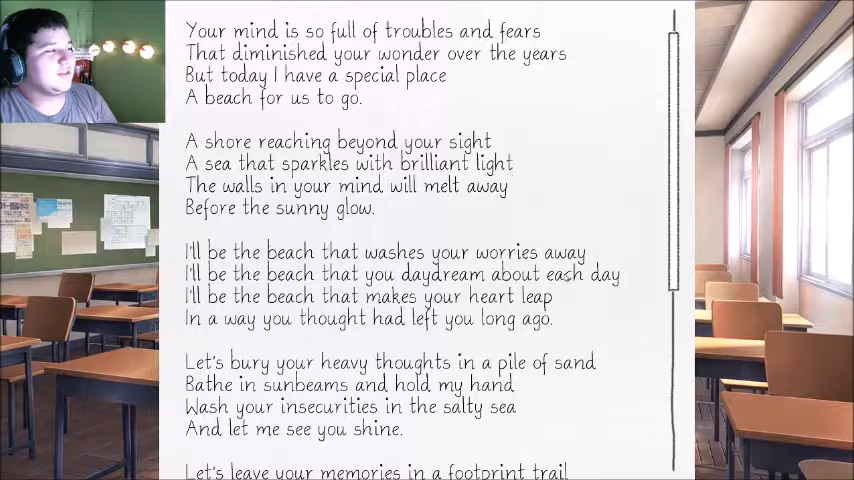 Your mind is so full of troubles and fears
That diminished your wonder over the years
But today I have a special place
A beach for us to go.
A shore reaching beyond your sight
A sea that sparkles with brilliant light
The walls in your mind will melt away
Before the sunny glow.
I'll be the beach that washes your worries away
I'll be the beach that you daydream about each day
I'll be the beach that makes your heart leap
In a way you thought had left you long ago.
Let's bury your heavy thoughts in a pile of sand
Bathe in sunbeams and hold my hand
Wash your insecurities in the salty sea
And let me see you shine.
Let's leave your memories in a footprint trail